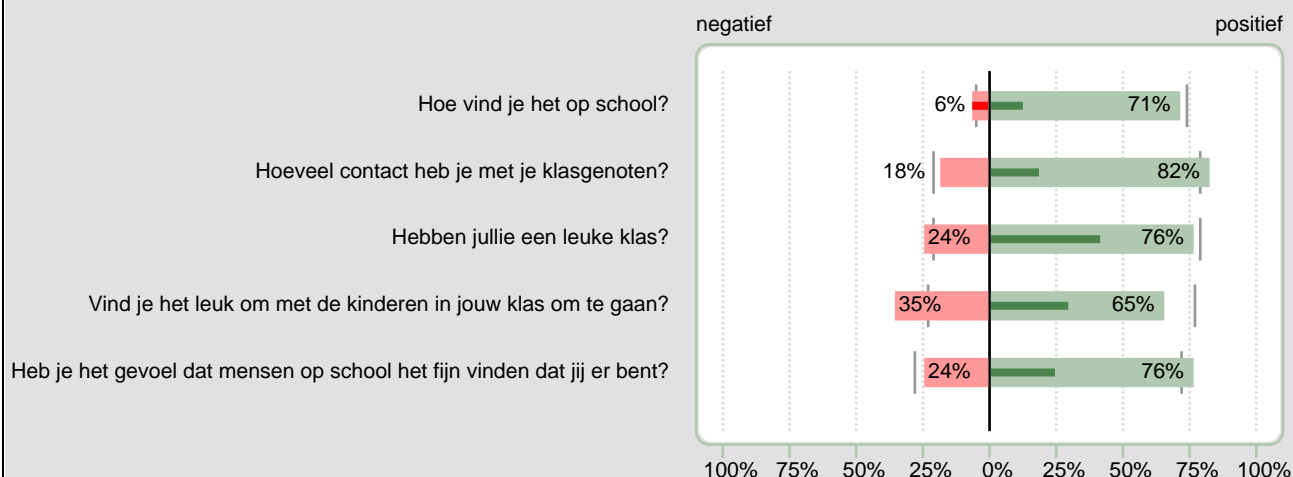 negatief positief
Hoe vind je het op school? 6% 71%
Hoeveel contact heb je met je klasgenoten? 18% 82%
Hebben jullie een leuke klas? 24% 76%
Vind je het leuk om met de kinderen in jouw klas om te gaan? 35% 65%
Heb je het gevoel dat mensen op school het fijn vinden dat jij er bent? 24% 76%
100% 75% 50% 25% 0% 25% 50% 75% 100%